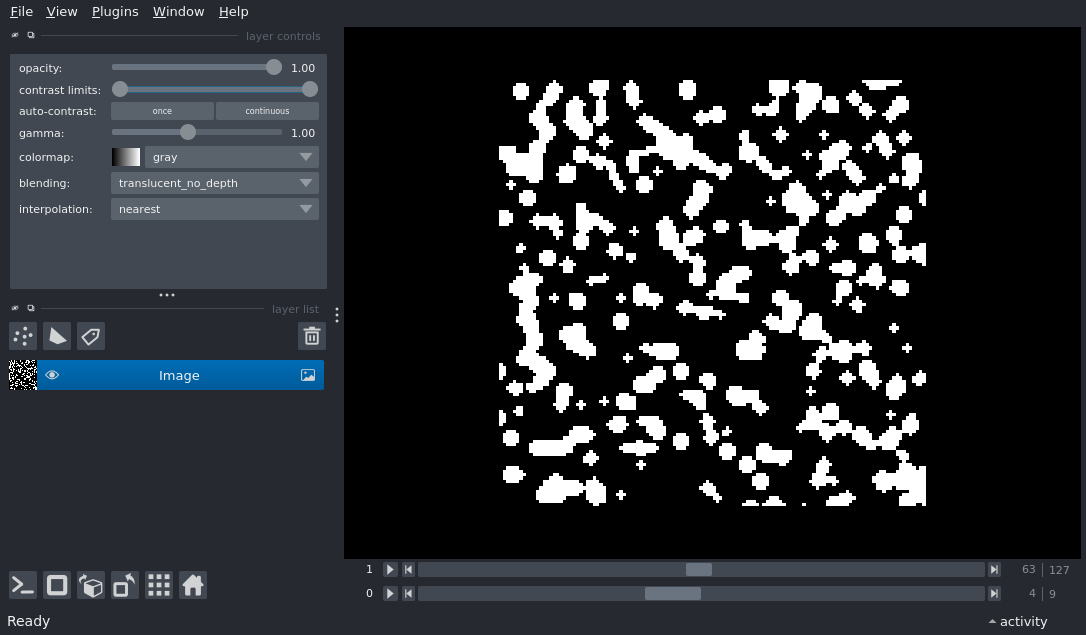 File View Plugins Window Help
layer controls
opacity: 1.00
contrast limits:
auto-contrast: once continuous
gamma: 1.00
colormap: gray
blending: translucent_no_depth
interpolation: nearest
layer list
Image
1 63 127
0 4 9
Ready activity